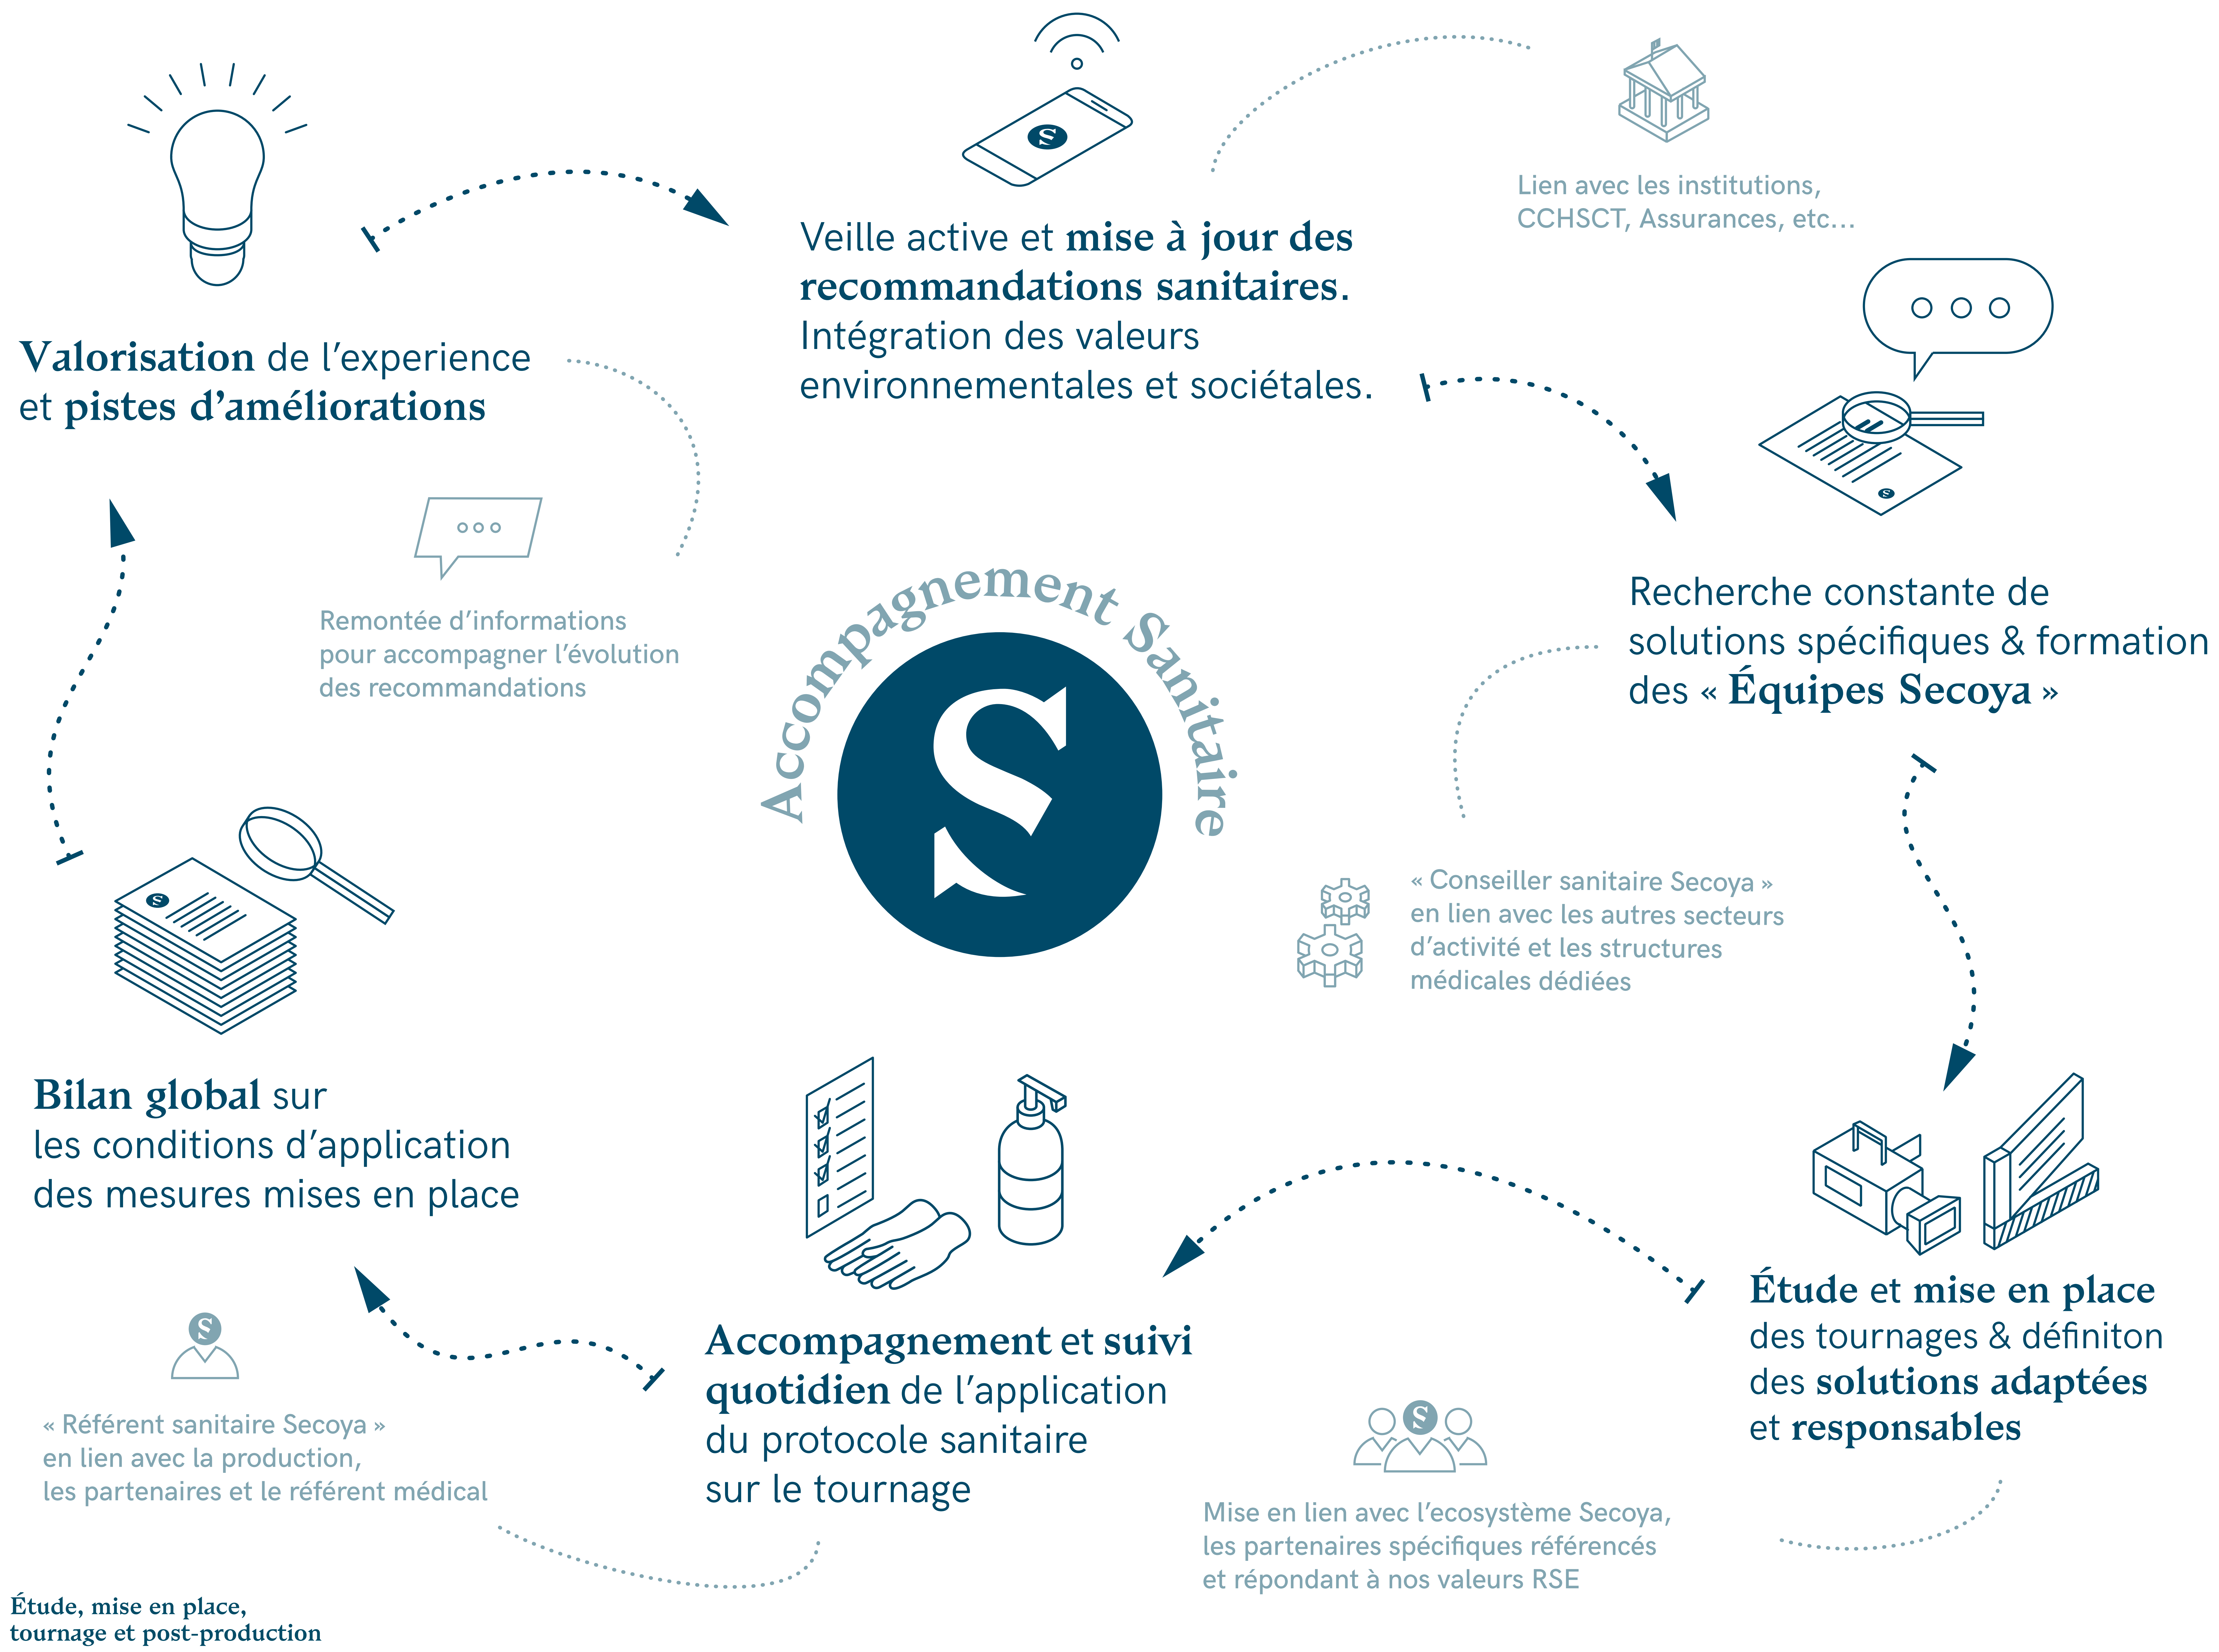 Lien avec les institutions,
CCHSCT, Assurances, etc...
Veille active et mise à jour des
recommandations sanitaires.
Intégration des valeurs
environnementales et sociétales.
Valorisation de l’experience
et pistes d’améliorations
Remontée d’informations
pour accompagner l’évolution
des recommandations
Recherche constante de
solutions spécifiques & formation
des « Équipes Secoya »
Accompagnement Sanitaire
S
« Conseiller sanitaire Secoya »
en lien avec les autres secteurs
d’activité et les structures
médicales dédiées
Bilan global sur
les conditions d’application
des mesures mises en place
Étude et mise en place
des tournages & définiton
des solutions adaptées
et responsables
Accompagnement et suivi
quotidien de l’application
du protocole sanitaire
sur le tournage
« Référent sanitaire Secoya »
en lien avec la production,
les partenaires et le référent médical
Mise en lien avec l’ecosystème Secoya,
les partenaires spécifiques référencés
et répondant à nos valeurs RSE
Étude, mise en place,
tournage et post-production